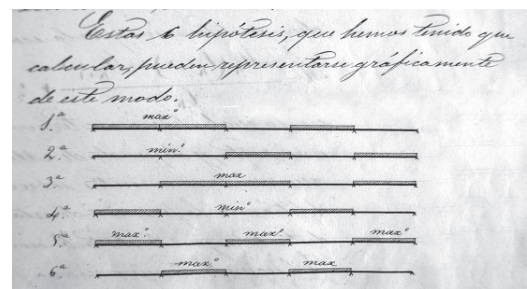 Estas 6 hipótesis, que hemos tenido que
calcular, pueden representarse gráficamente
de este modo.
1.ª max.º
2.ª min.º
3.ª max
4.ª min.º
5.ª max.º max.º max.º
6.ª max.º max